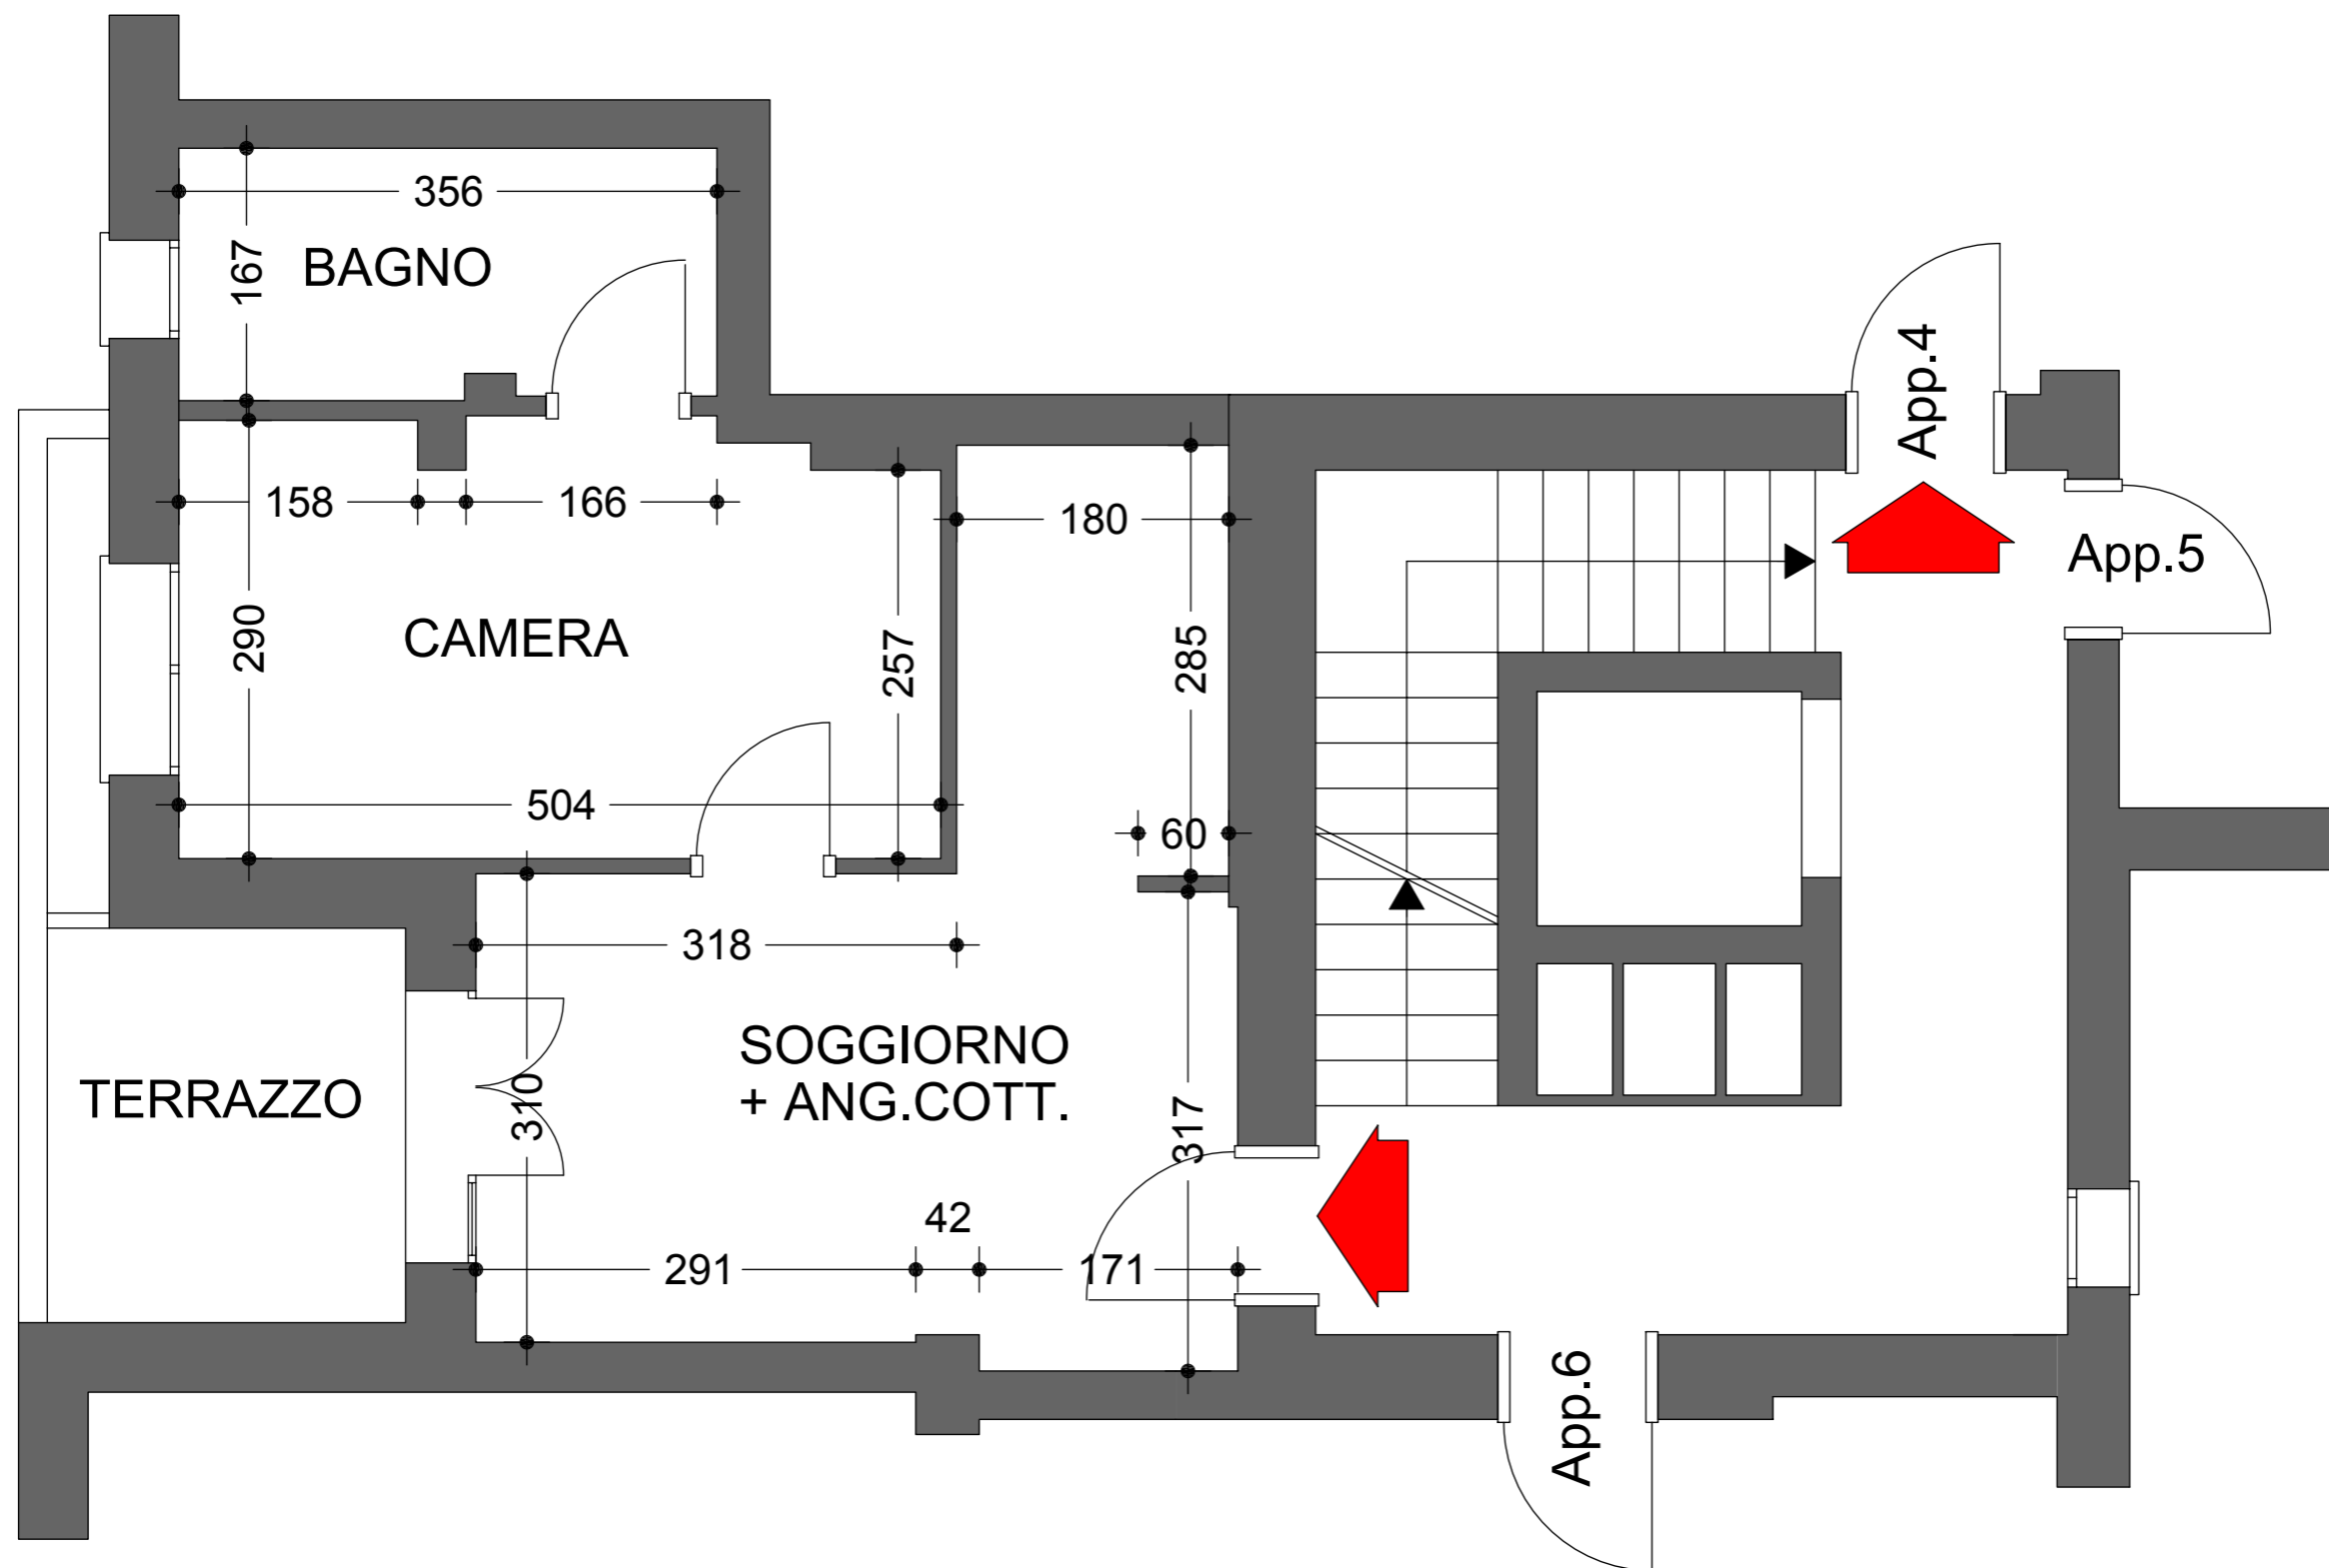 356
BAGNO
167
App.4
158
166
180
App.5
CAMERA
290
257
285
504
60
318
SOGGIORNO
+ ANG.COTT.
TERRAZZO
310
317
42
291
171
App.6